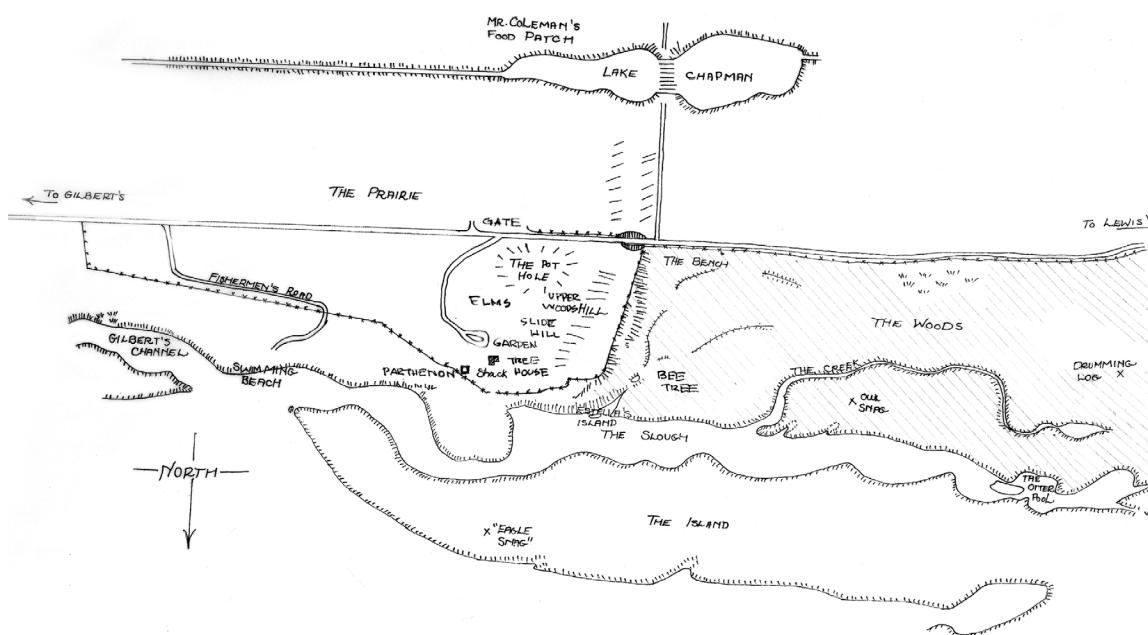 MR. COLEMAN'S
FOOD PATCH
LAKE
CHAPMAN
TO GILBERT'S
THE PRAIRIE
GATE
TO LEWIS'
THE BENCH
THE POT
HOLE
FISHERMEN'S ROAD
ELMS
UPPER
WOODSHILL
THE WOODS
SLIDE
HILL
GILBERT'S
CHANNEL
GARDEN
SWIMMING
BEACH
PARTHENON
TREE
Shack HOUSE
BEE
TREE
THE CREEK
DRUMMING
LOG X
X OWL
SNAG
ESTELLA'S
ISLAND
THE SLOUGH
NORTH
THE
OTTER
POOL
X "EAGLE
SNAG"
THE ISLAND